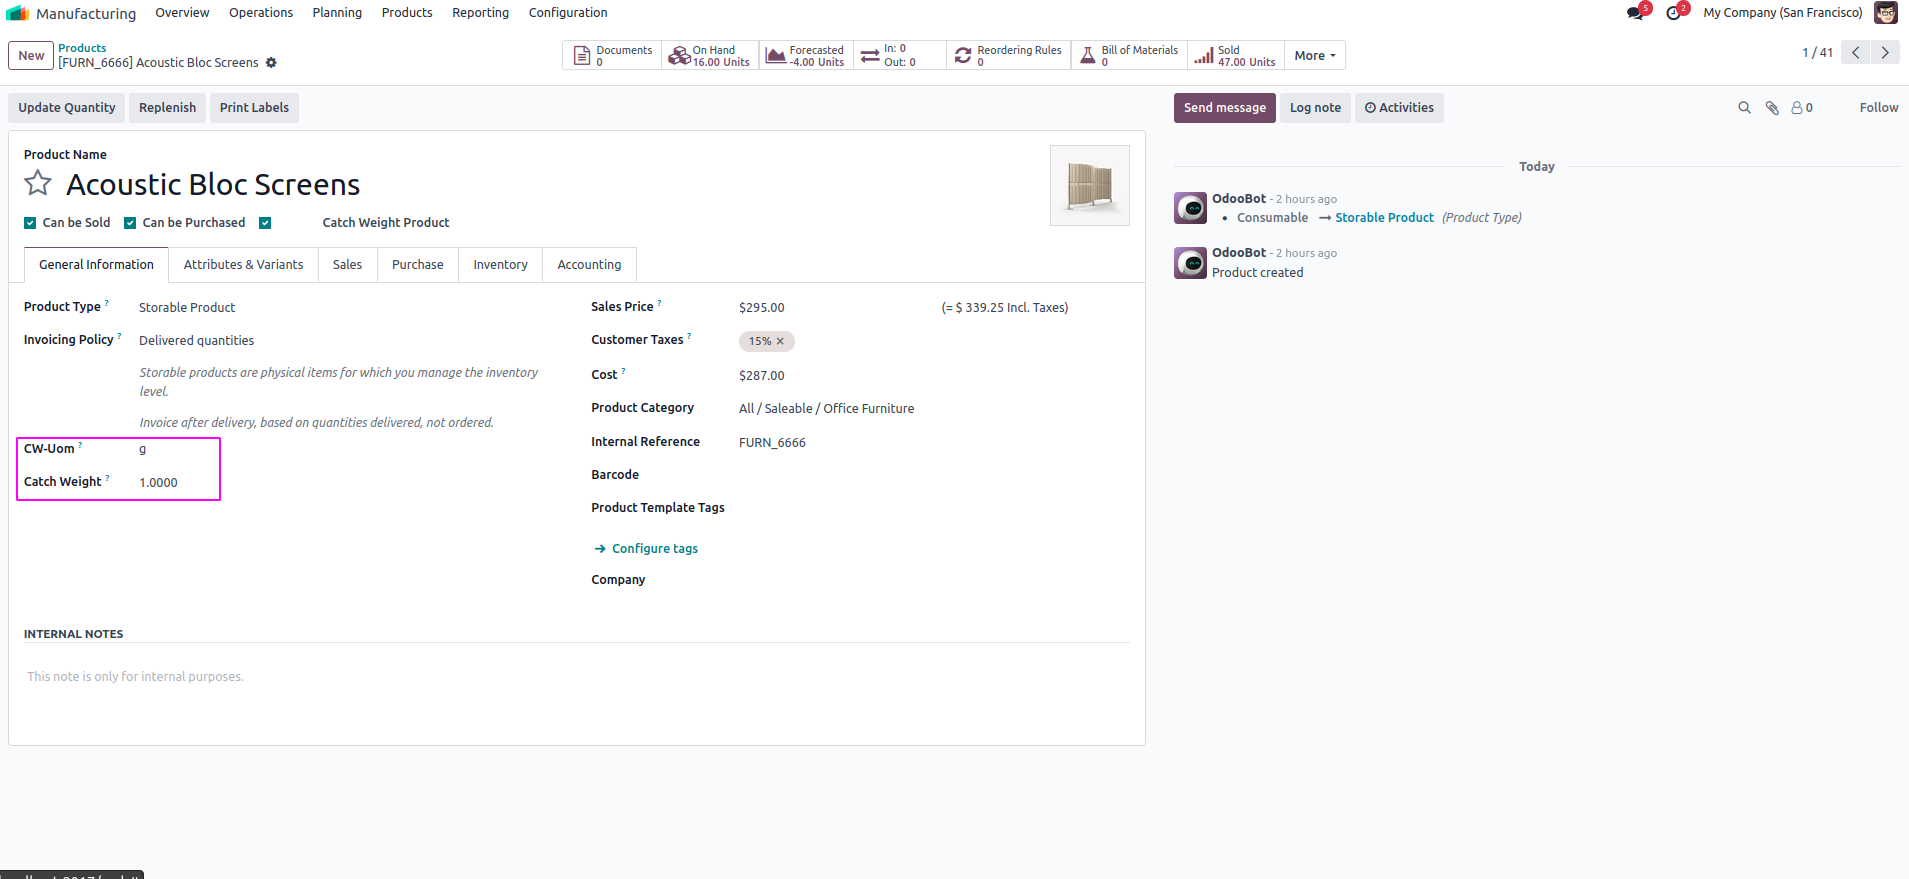 Manufacturing Overview Operations Planning Products Reporting Configuration 5 2 My Company (San Francisco)
New Products
[FURN_6666] Acoustic Bloc Screens
Documents 0
On Hand 16.00 Units
Forecasted -4.00 Units
In: 0
Out: 0
Reordering Rules 0
Bill of Materials 0
Sold 47.00 Units
More
1 / 41
Update Quantity Replenish Print Labels
Send message Log note Activities 0 Follow
Product Name
Acoustic Bloc Screens
Can be Sold Can be Purchased Catch Weight Product
General Information Attributes & Variants Sales Purchase Inventory Accounting
Product Type ? Storable Product
Invoicing Policy ? Delivered quantities
Storable products are physical items for which you manage the inventory
level.
Invoice after delivery, based on quantities delivered, not ordered.
CW-Uom ? g
Catch Weight ? 1.0000
Sales Price ? $295.00 (= $ 339.25 Incl. Taxes)
Customer Taxes ? 15% ×
Cost ? $287.00
Product Category All / Saleable / Office Furniture
Internal Reference FURN_6666
Barcode
Product Template Tags
Configure tags
Company
INTERNAL NOTES
This note is only for internal purposes.
Today
OdooBot - 2 hours ago
• Consumable → Storable Product (Product Type)
OdooBot - 2 hours ago
Product created